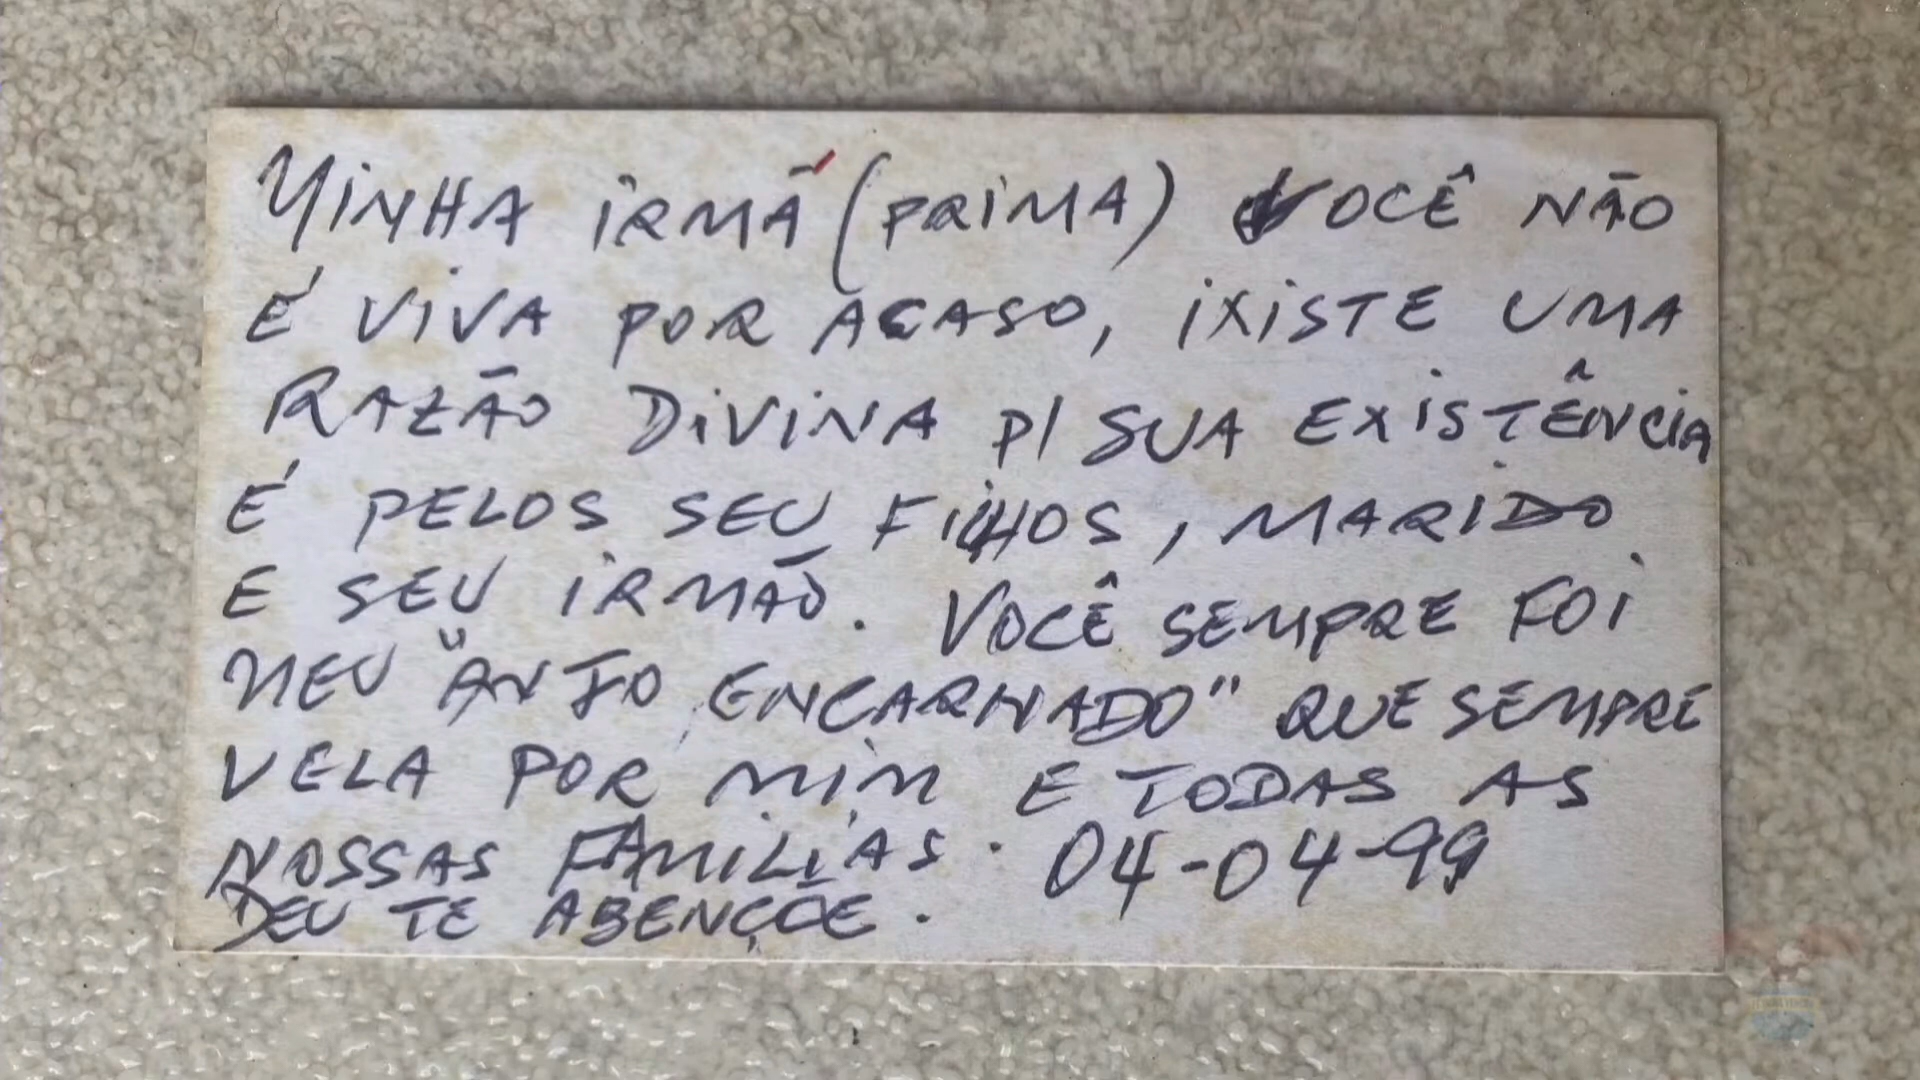 MINHA IRMÃ (PRIMA) VOCÊ NÃO
É VIVA POR ACASO, IXISTE UMA
RAZÃO DIVINA P/ SUA EXISTÊNCIA
É PELOS SEU FILHOS, MARIDO
E SEU IRMÃO. VOCÊ SEMPRE FOI
MEU "ANJO ENCARNADO" QUE SEMPRE
VELA POR MIM E TODAS AS
NOSSAS FAMILIAS. 04-04-99
DEU TE ABENÇÕE.